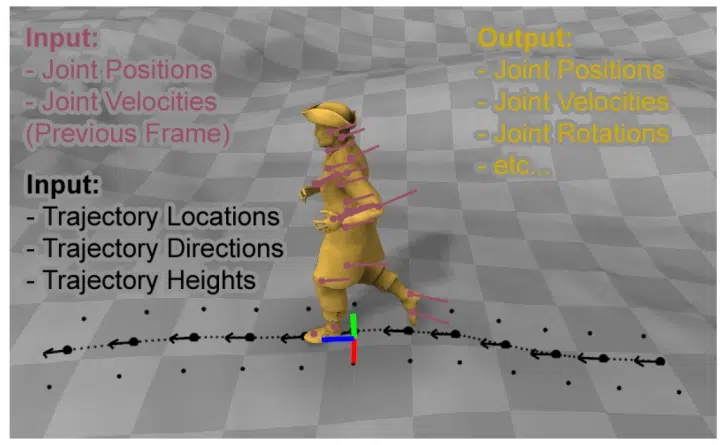 Input:
- Joint Positions
- Joint Velocities
(Previous Frame)
Input:
- Trajectory Locations
- Trajectory Directions
- Trajectory Heights
Output:
- Joint Positions
- Joint Velocities
- Joint Rotations
- etc...